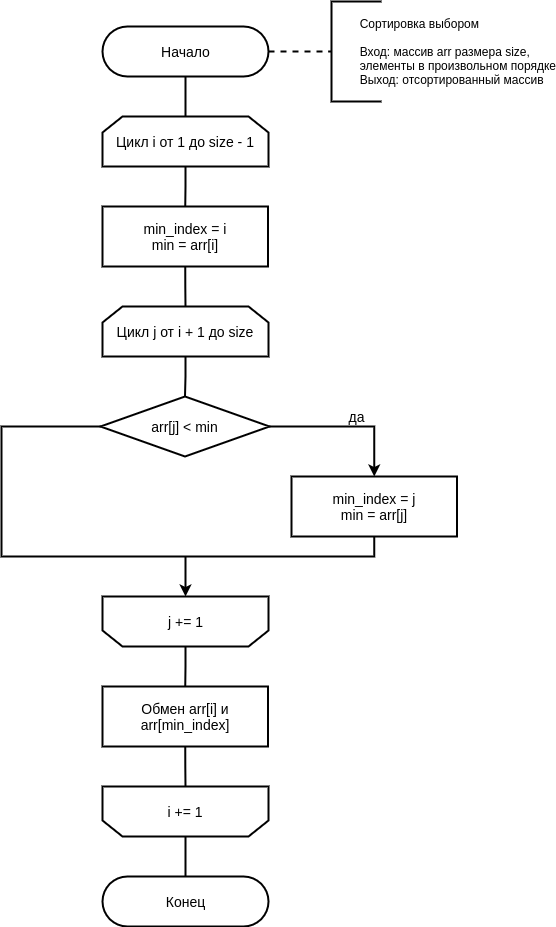 Начало
Сортировка выбором
Вход: массив arr размера size,
элементы в произвольном порядке
Выход: отсортированный массив
Цикл i от 1 до size - 1
min_index = i
min = arr[i]
Цикл j от i + 1 до size
arr[j] < min
да
min_index = j
min = arr[j]
j += 1
Обмен arr[i] и
arr[min_index]
i += 1
Конец